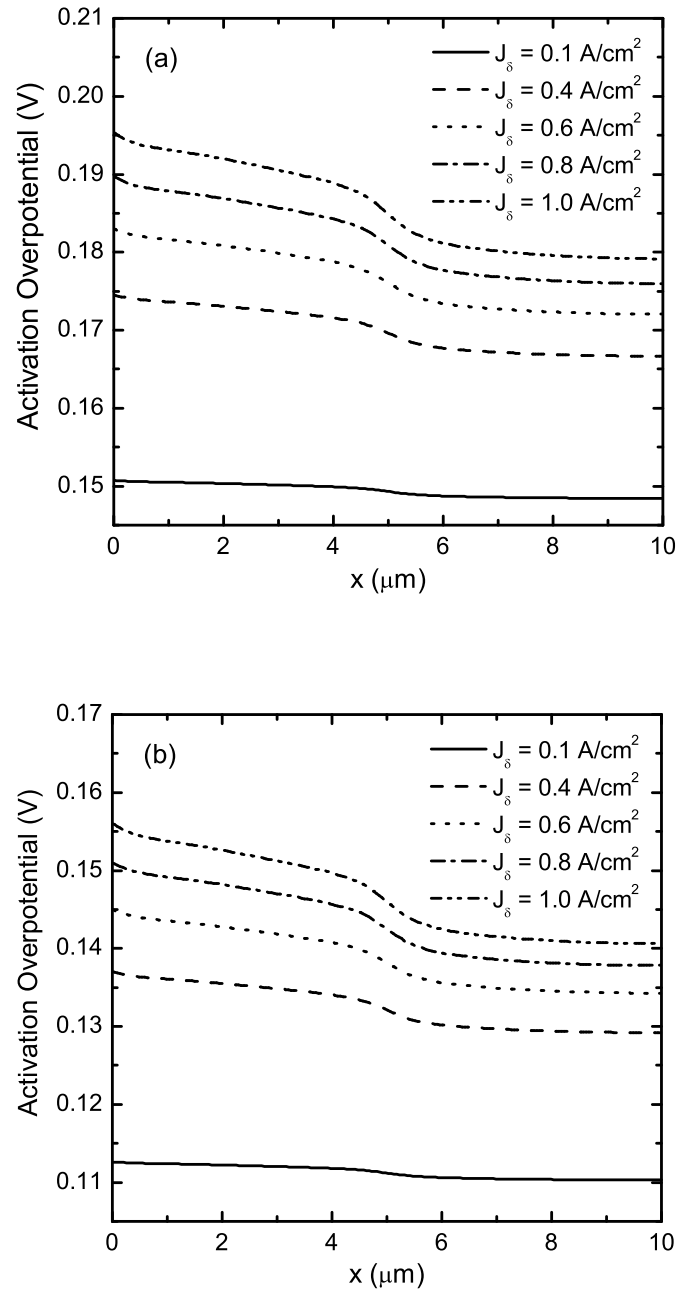 (a)
J_δ = 0.1 A/cm²
J_δ = 0.4 A/cm²
J_δ = 0.6 A/cm²
J_δ = 0.8 A/cm²
J_δ = 1.0 A/cm²
Activation Overpotential (V)
0.21
0.20
0.19
0.18
0.17
0.16
0.15
0 2 4 6 8 10
x (μm)
(b)
J_δ = 0.1 A/cm²
J_δ = 0.4 A/cm²
J_δ = 0.6 A/cm²
J_δ = 0.8 A/cm²
J_δ = 1.0 A/cm²
Activation Overpotential (V)
0.17
0.16
0.15
0.14
0.13
0.12
0.11
0 2 4 6 8 10
x (μm)